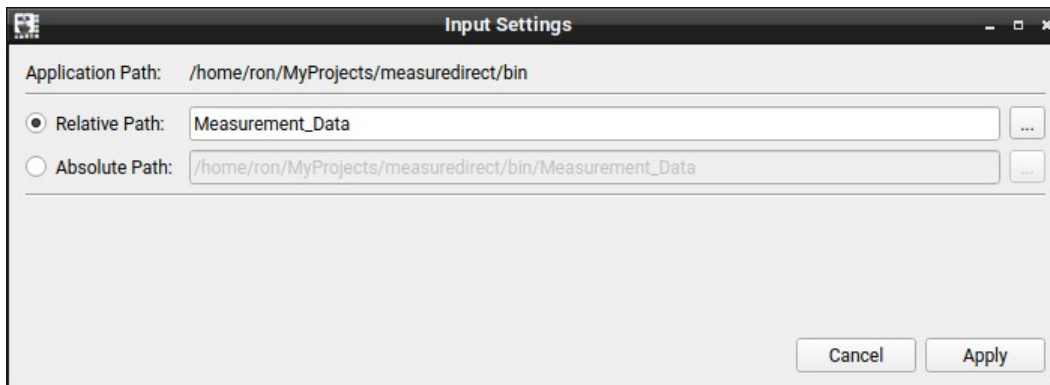 Input Settings
Application Path: /home/ron/MyProjects/measuredirect/bin
Relative Path: Measurement_Data ...
Absolute Path: /home/ron/MyProjects/measuredirect/bin/Measurement_Data ...
Cancel Apply